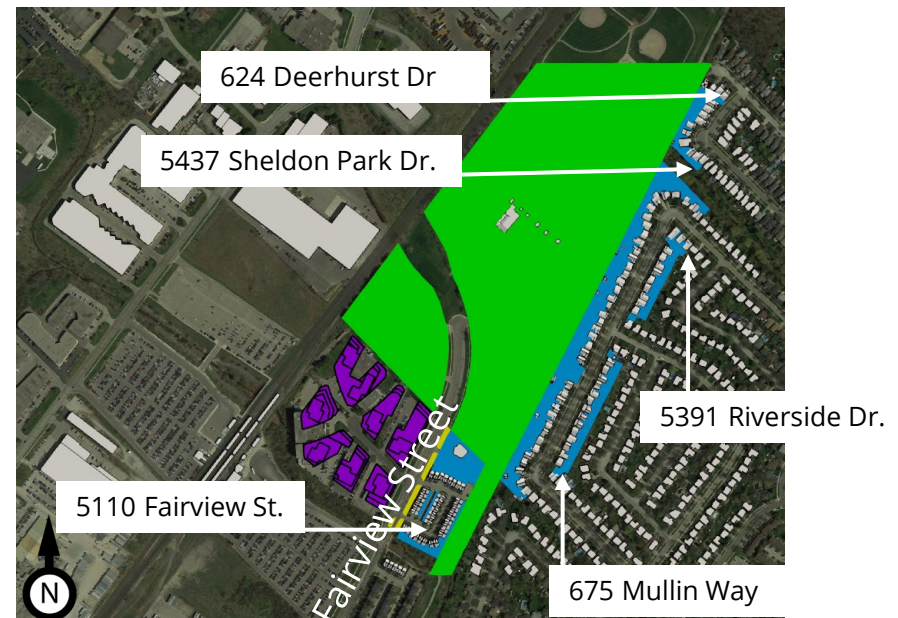 624 Deerhurst Dr
5437 Sheldon Park Dr.
5391 Riverside Dr.
Fairview Street
5110 Fairview St.
675 Mullin Way
N